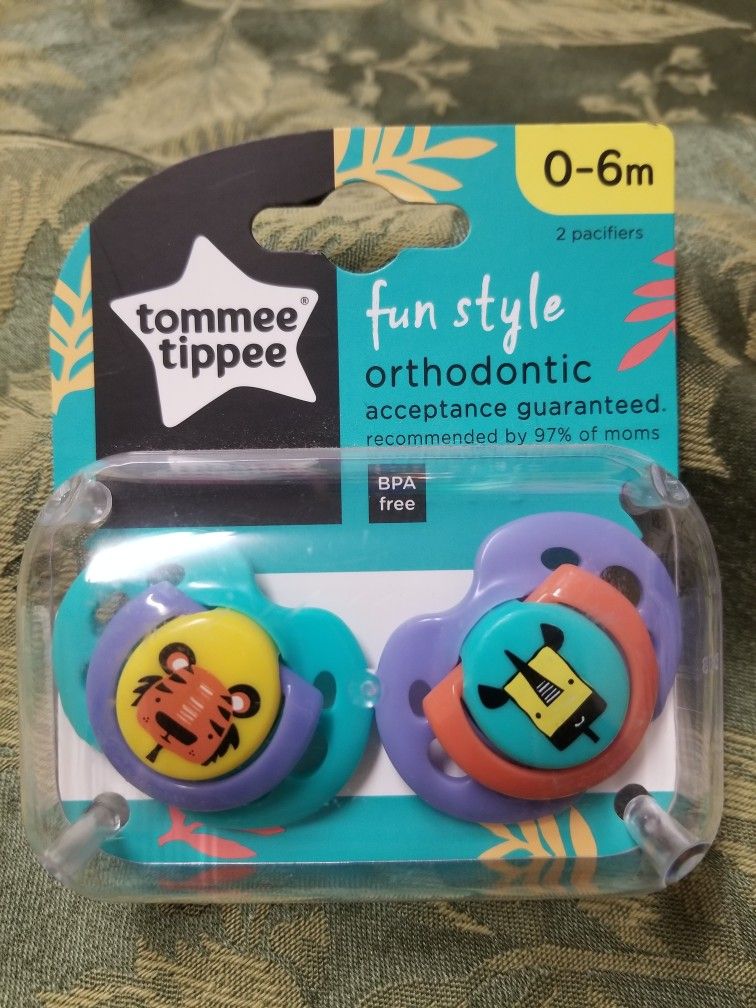 0-6m
2 pacifiers
tommee®
tippee
fun style
orthodontic
acceptance guaranteed.
recommended by 97% of moms
BPA
free